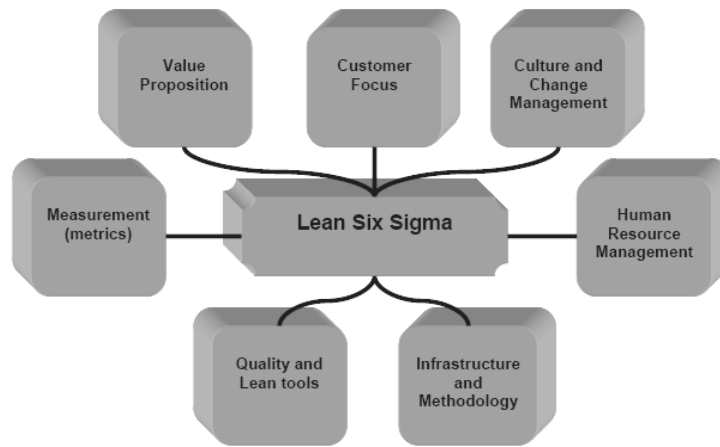 Value
Proposition
Customer
Focus
Culture and
Change
Management
Measurement
(metrics)
Lean Six Sigma
Human
Resource
Management
Quality and
Lean tools
Infrastructure
and
Methodology